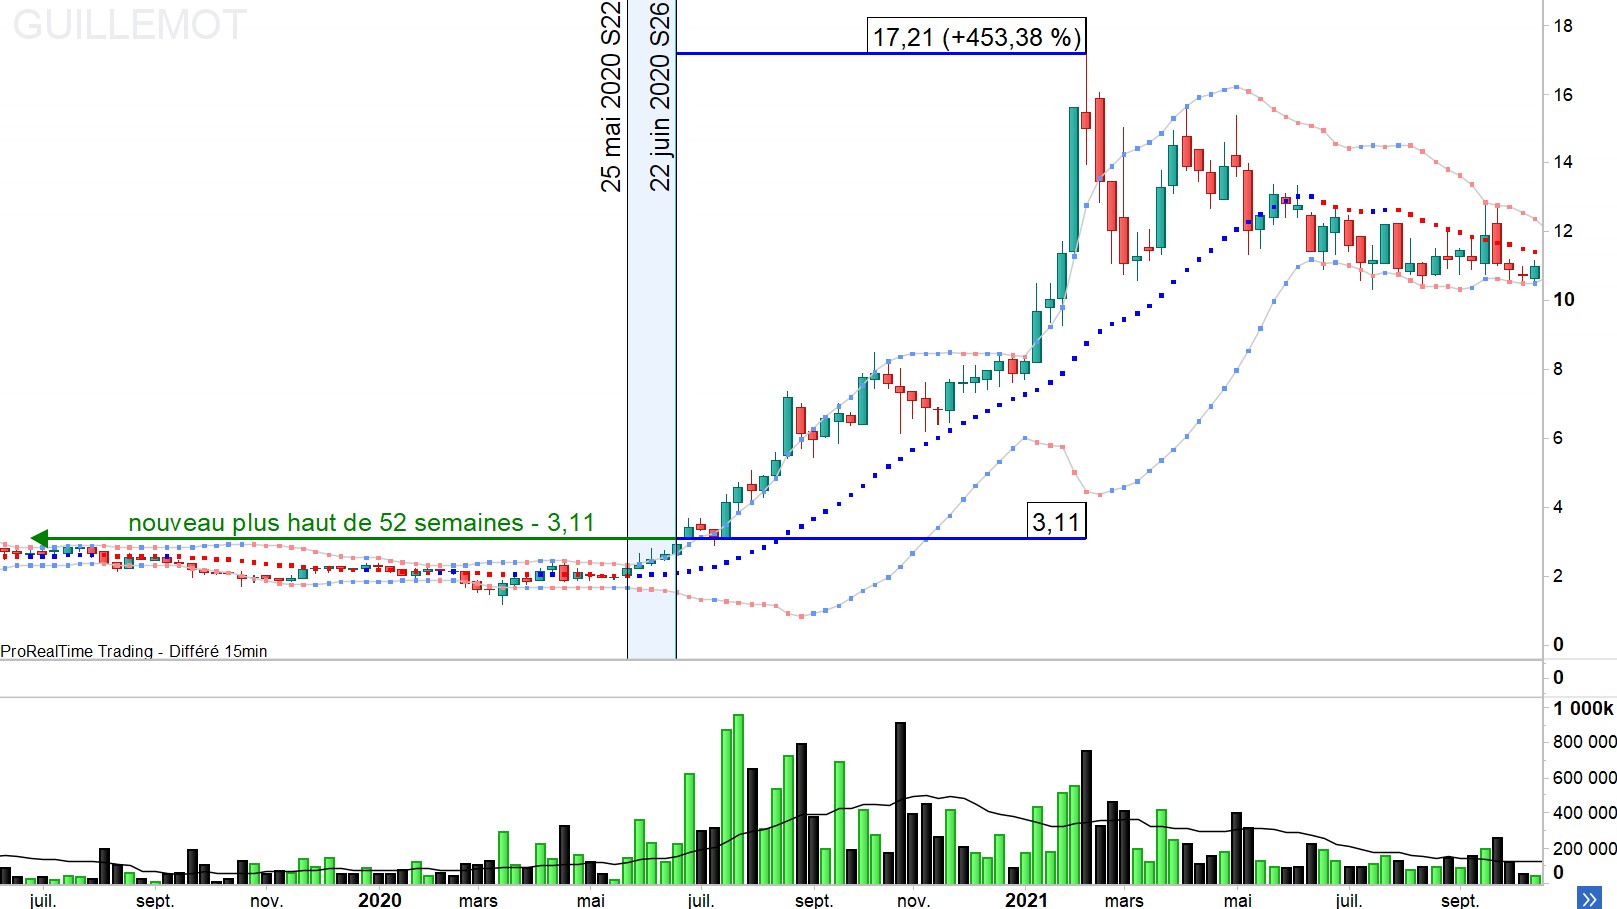 GUILLEMOT
25 mai 2020 S22
22 juin 2020 S26
17,21 (+453,38 %)
nouveau plus haut de 52 semaines - 3,11
3,11
18
16
14
12
10
8
6
4
2
0
ProRealTime Trading - Différé 15min
0
1 000k
800 000
600 000
400 000
200 000
0
juil. sept. nov. 2020 mars mai juil. sept. nov. 2021 mars mai juil. sept.